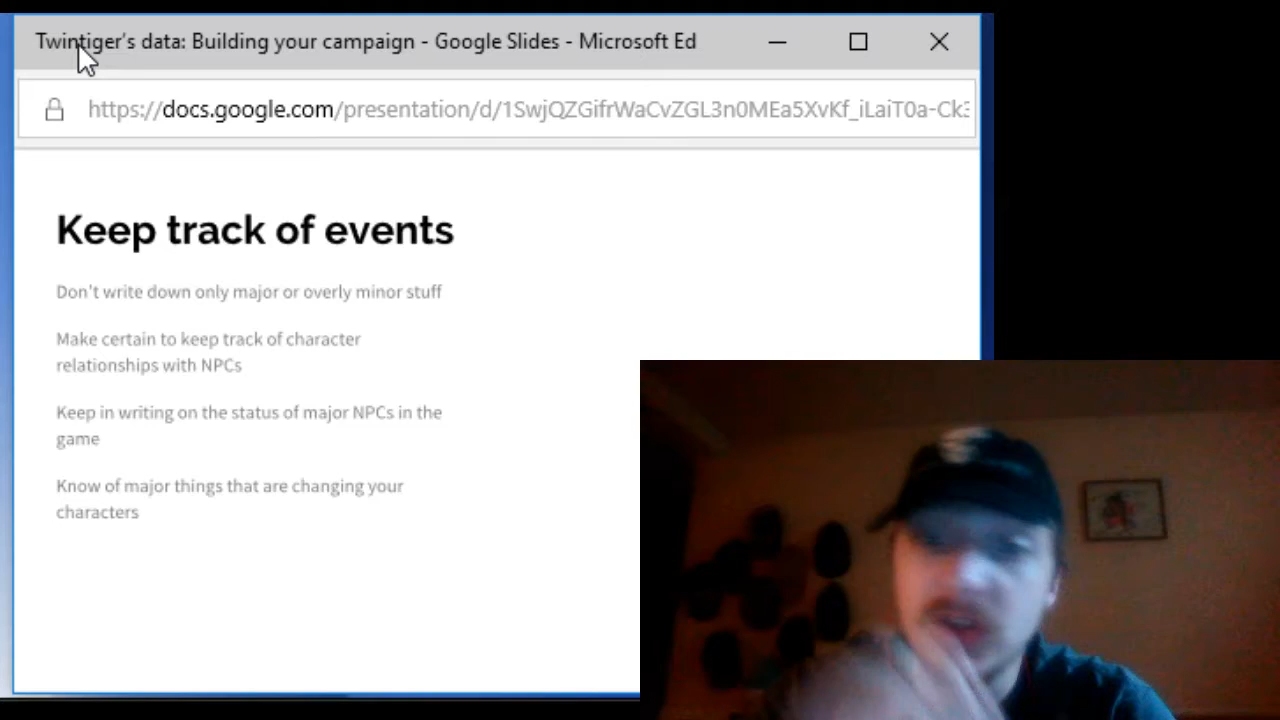 Twintiger's data: Building your campaign - Google Slides - Microsoft Ed
https://docs.google.com/presentation/d/1SwjQZGifrWaCvZGL3n0MEa5XvKf_iLaiT0a-Ck
Keep track of events
Don't write down only major or overly minor stuff
Make certain to keep track of character
relationships with NPCs
Keep in writing on the status of major NPCs in the
game
Know of major things that are changing your
characters